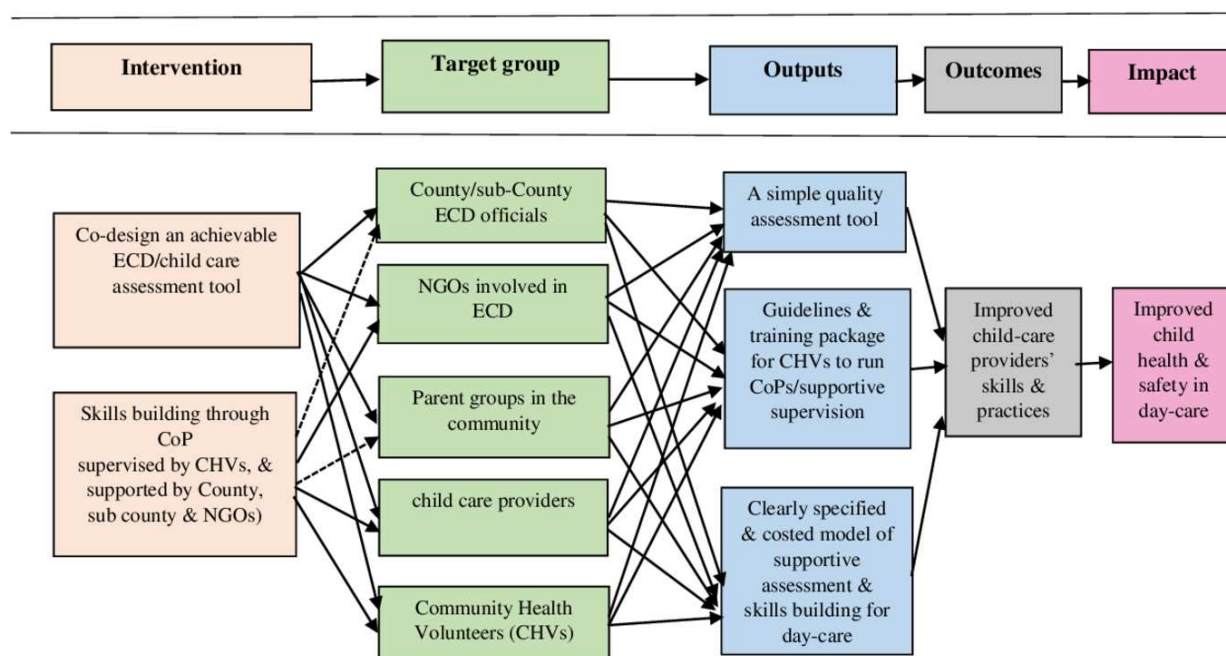 Intervention
Target group
Outputs
Outcomes
Impact
Co-design an achievable
ECD/child care
assessment tool
Skills building through
CoP
supervised by CHVs, &
supported by County,
sub county & NGOs)
County/sub-County
ECD officials
NGOs involved in
ECD
Parent groups in the
community
child care providers
Community Health
Volunteers (CHVs)
A simple quality
assessment tool
Guidelines &
training package
for CHVs to run
CoPs/supportive
supervision
Clearly specified
& costed model of
supportive
assessment &
skills building for
day-care
Improved
child-care
providers’
skills &
practices
Improved
child
health &
safety in
day-care